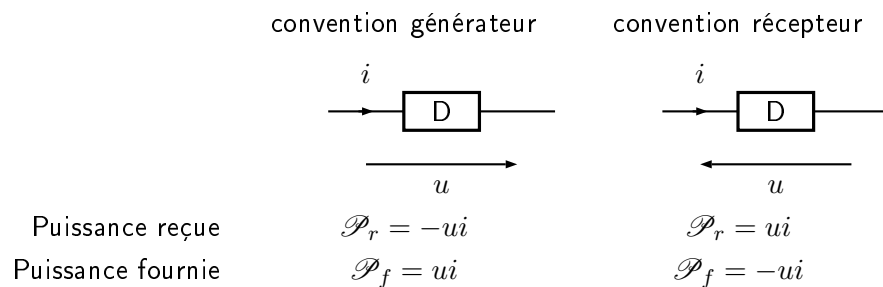 convention générateur convention récepteur
i i
D D
u u
Puissance reçue 𝒫r = −ui 𝒫r = ui
Puissance fournie 𝒫f = ui 𝒫f = −ui